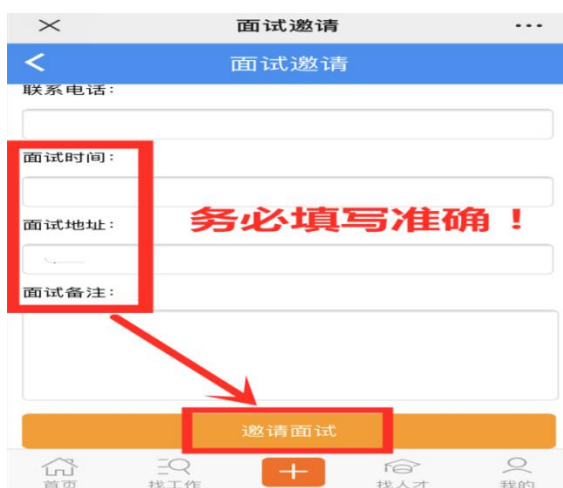 面试邀请
面试邀请
联系电话：
面试时间：
务必填写准确！
面试地址：
面试备注：
邀请面试
首页
找工作
找人才
我的